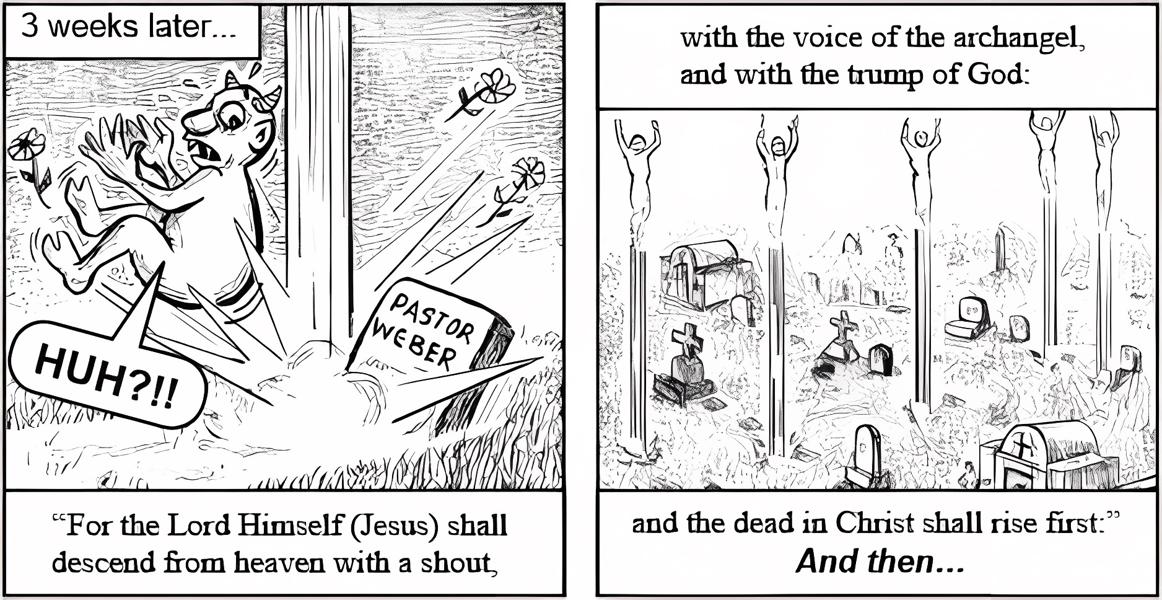 3 weeks later...
HUH?!!
PASTOR
WEBER
“For the Lord Himself (Jesus) shall
descend from heaven with a shout,
with the voice of the archangel,
and with the trump of God:
and the dead in Christ shall rise first:”
And then...